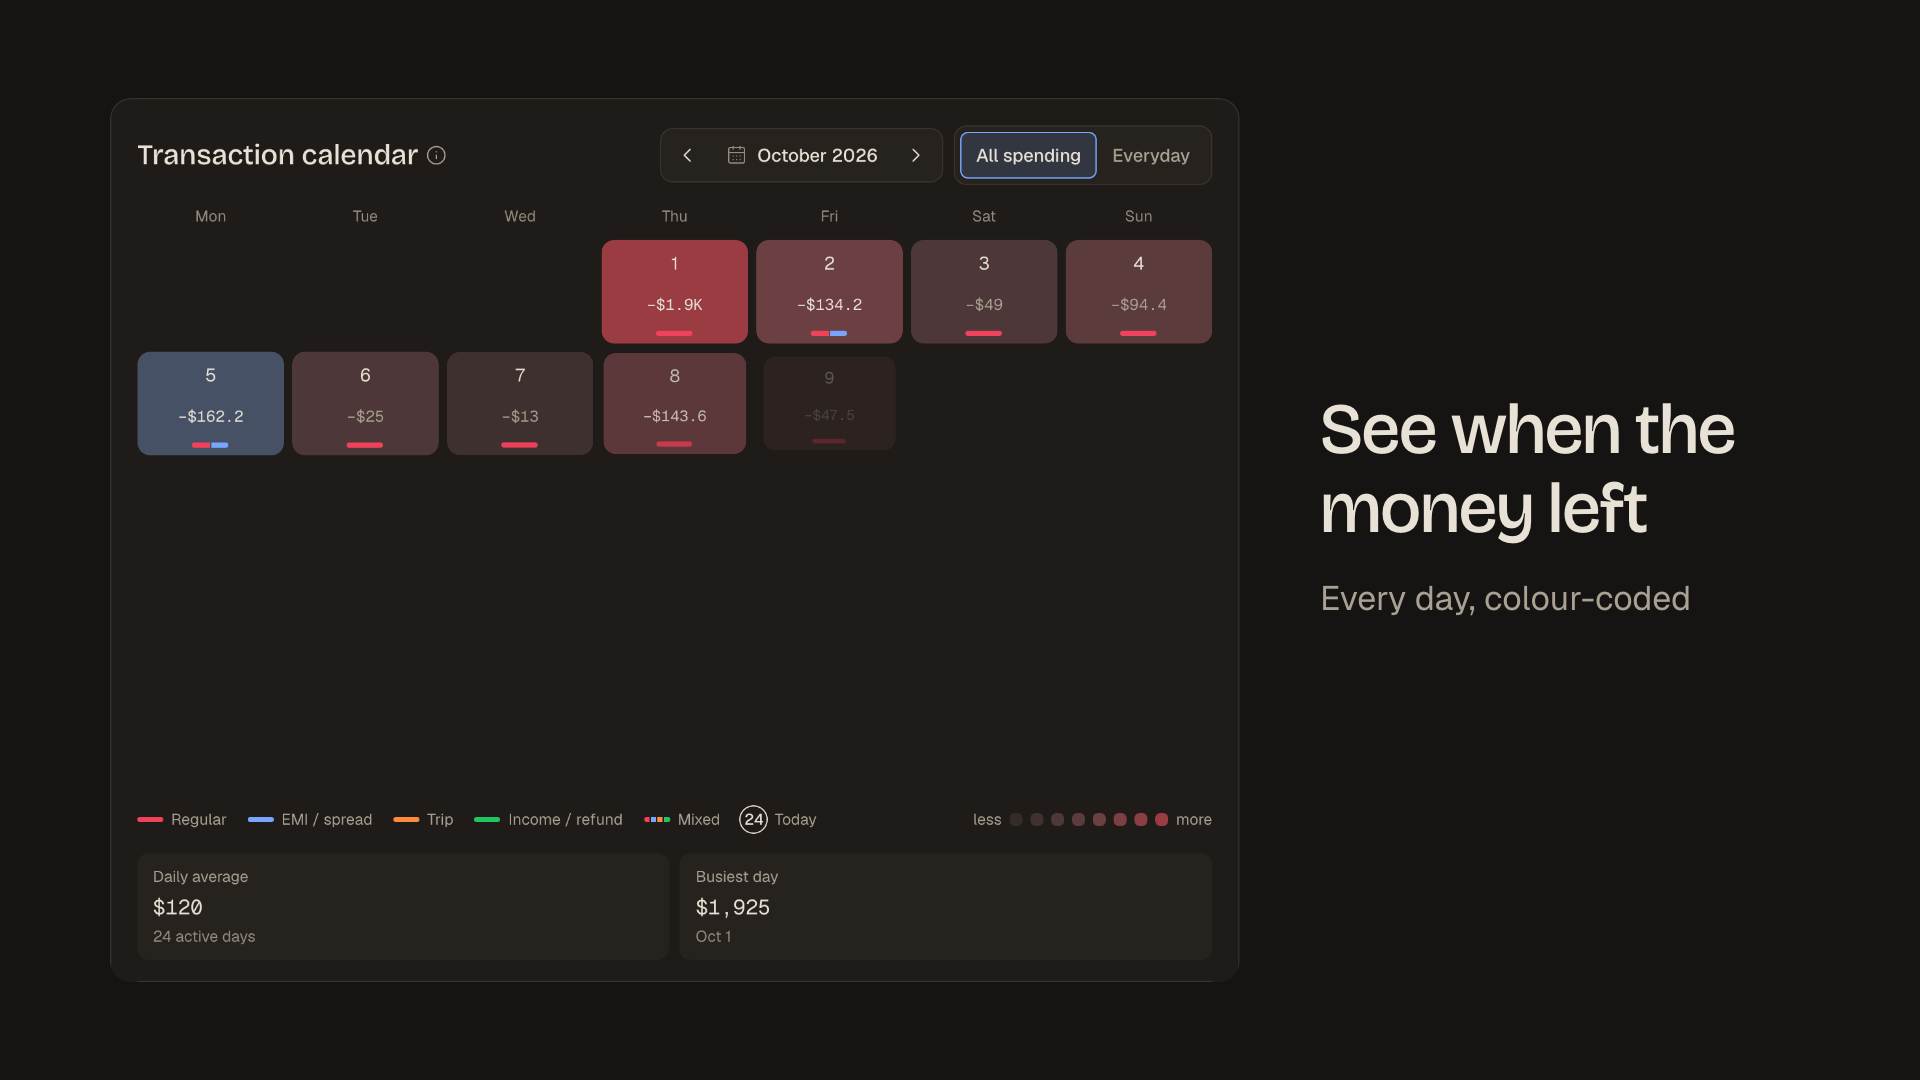 Transaction calendar
October 2026
All spending
Everyday
Mon Tue Wed Thu Fri Sat Sun
1 2 3 4
-$1.9K -$134.2 -$49 -$94.4
5 6 7 8 9
-$162.2 -$25 -$13 -$143.6 -$47.5
Regular EMI / spread Trip Income / refund Mixed 24 Today less more
Daily average
$120
24 active days
Busiest day
$1,925
Oct 1
See when the
money left
Every day, colour-coded